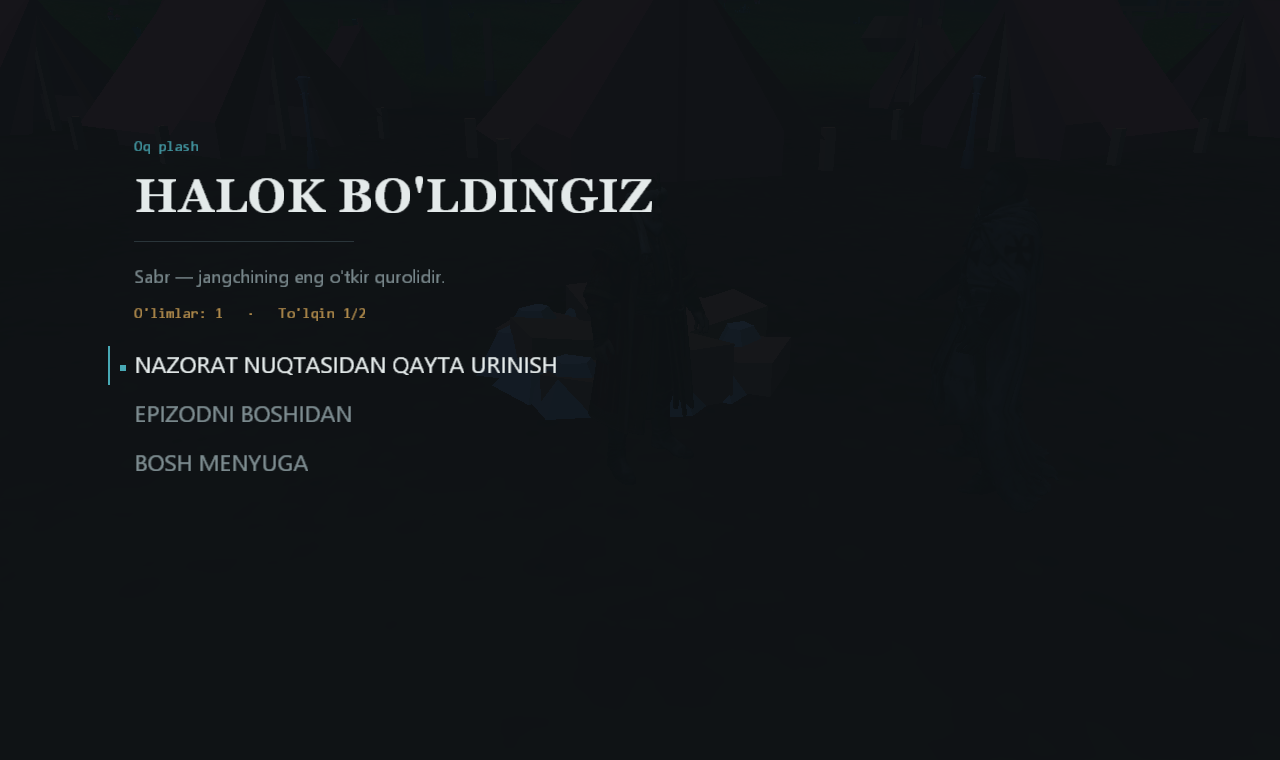 Oq plash
HALOK BO'LDINGIZ
Sabr — jangchining eng o'tkir qurolidir.
O'limlar: 1 · To'lqin 1/2
NAZORAT NUQTASIDAN QAYTA URINISH
EPIZODNI BOSHIDAN
BOSH MENYUGA